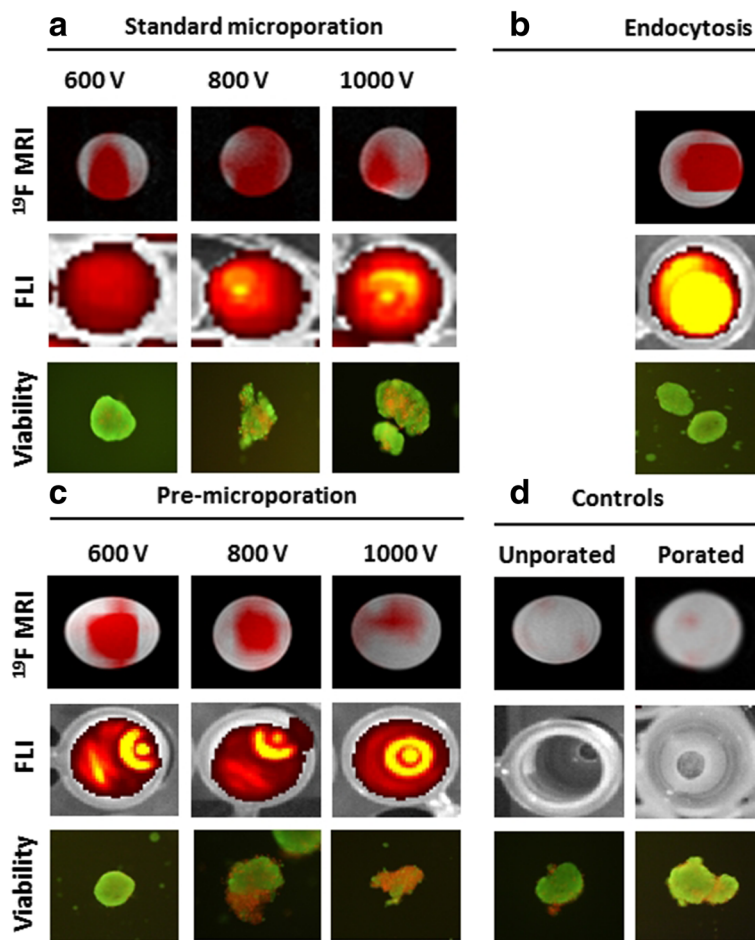 a Standard microporation
600 V 800 V 1000 V
¹⁹F MRI
FLI
Viability
b Endocytosis
c Pre-microporation
600 V 800 V 1000 V
¹⁹F MRI
FLI
Viability
d Controls
Unporated Porated